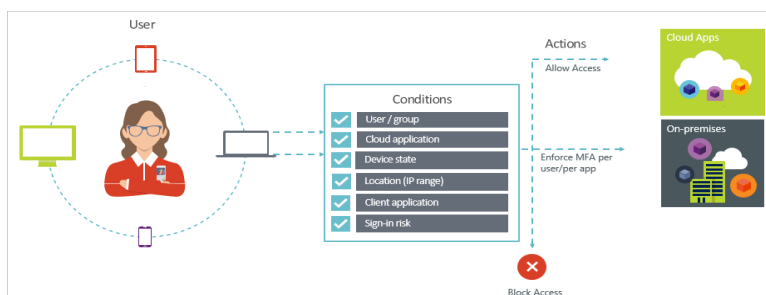 User
Conditions
User / group
Cloud application
Device state
Location (IP range)
Client application
Sign-in risk
Actions
Allow Access
Enforce MFA per
user/per app
Block Access
Cloud Apps
On-premises